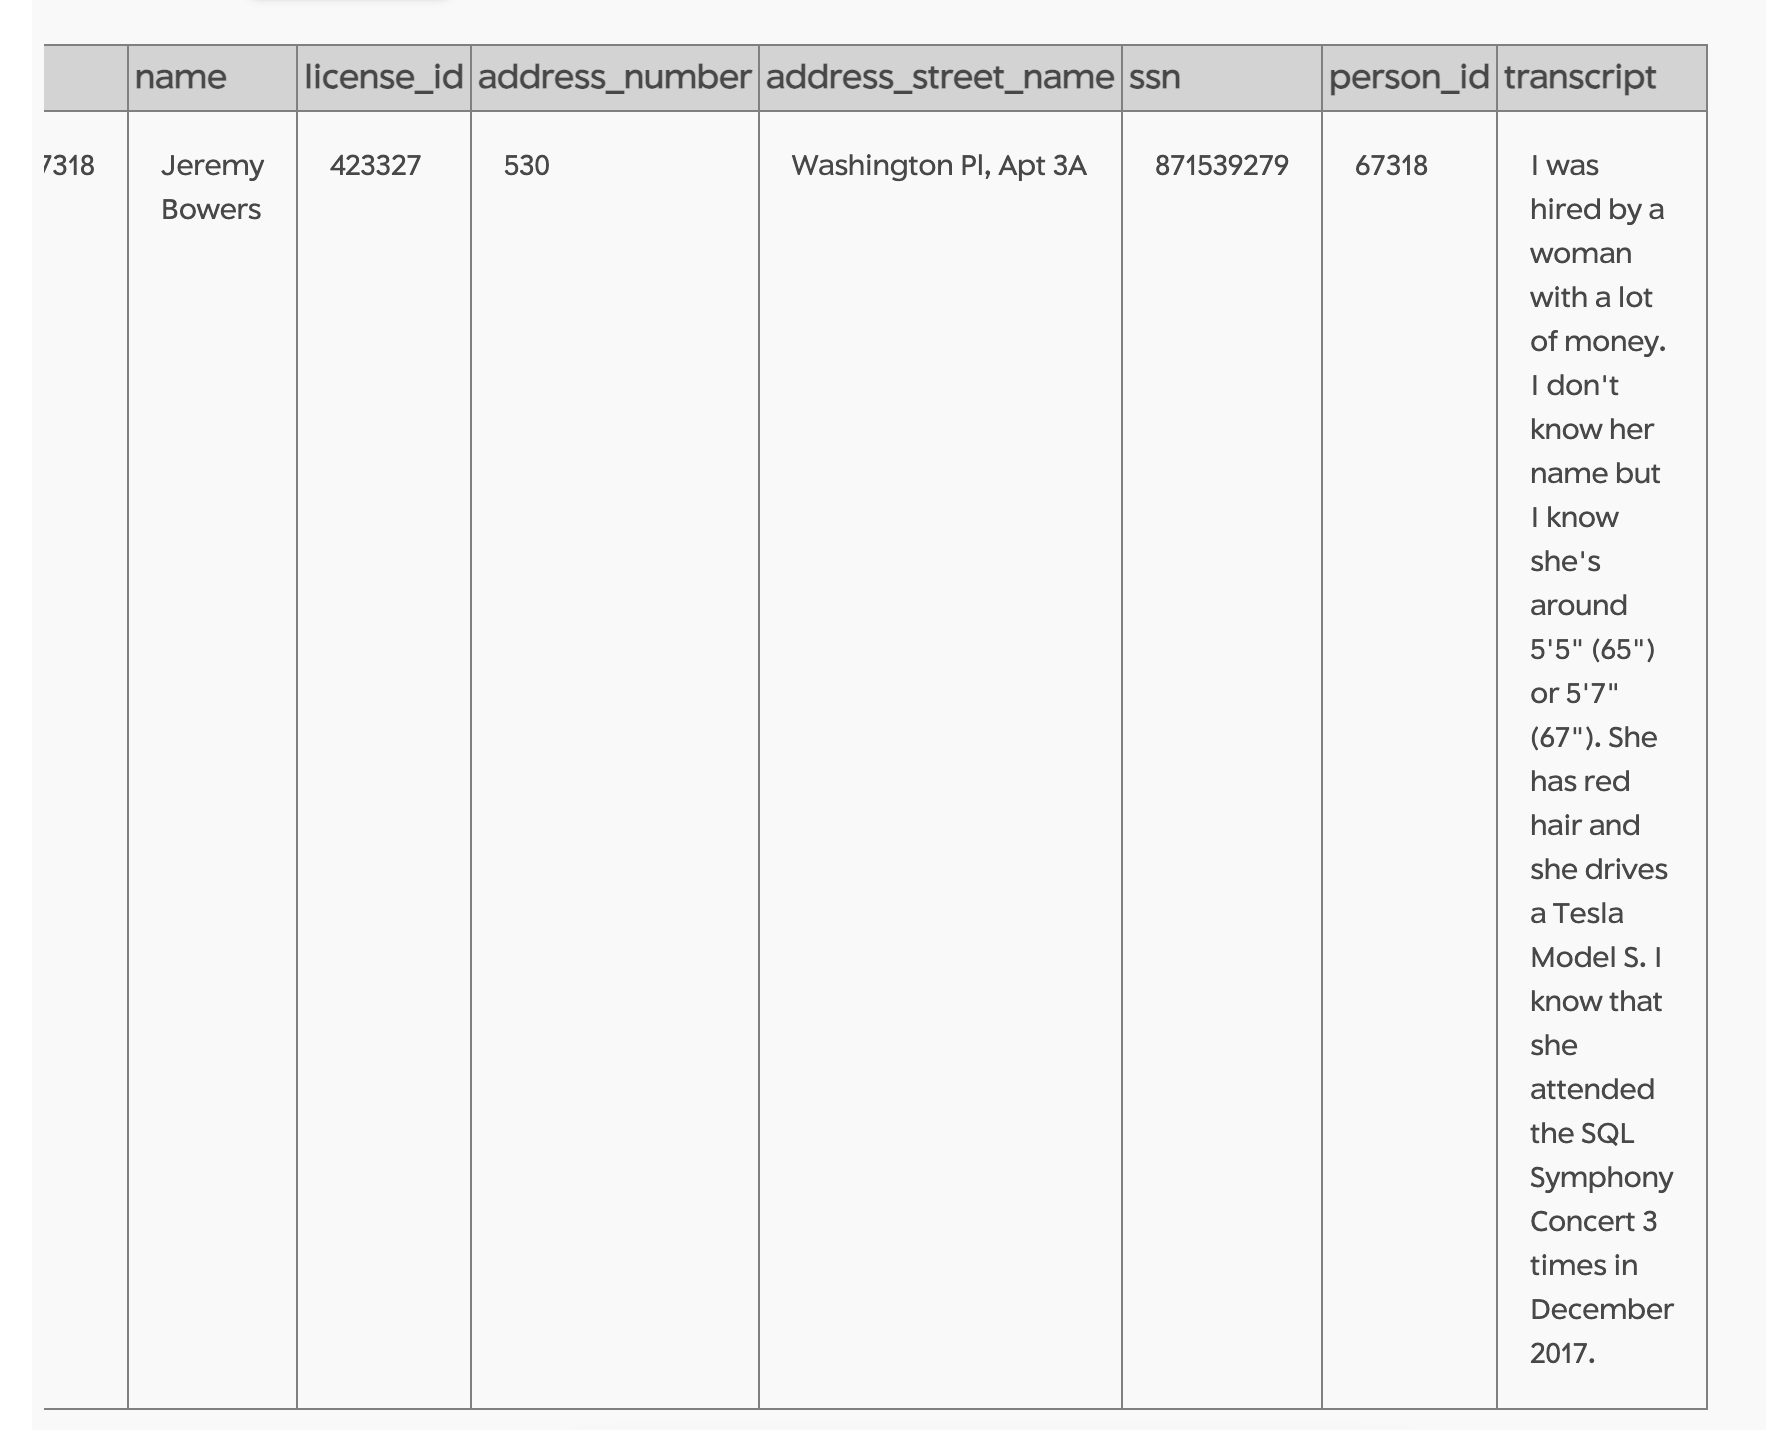 name license_id address_number address_street_name ssn person_id transcript
7318 Jeremy 423327 530 Washington Pl, Apt 3A 871539279 67318 I was
Bowers hired by a
woman
with a lot
of money.
I don't
know her
name but
I know
she's
around
5'5" (65")
or 5'7"
(67"). She
has red
hair and
she drives
a Tesla
Model S. I
know that
she
attended
the SQL
Symphony
Concert 3
times in
December
2017.